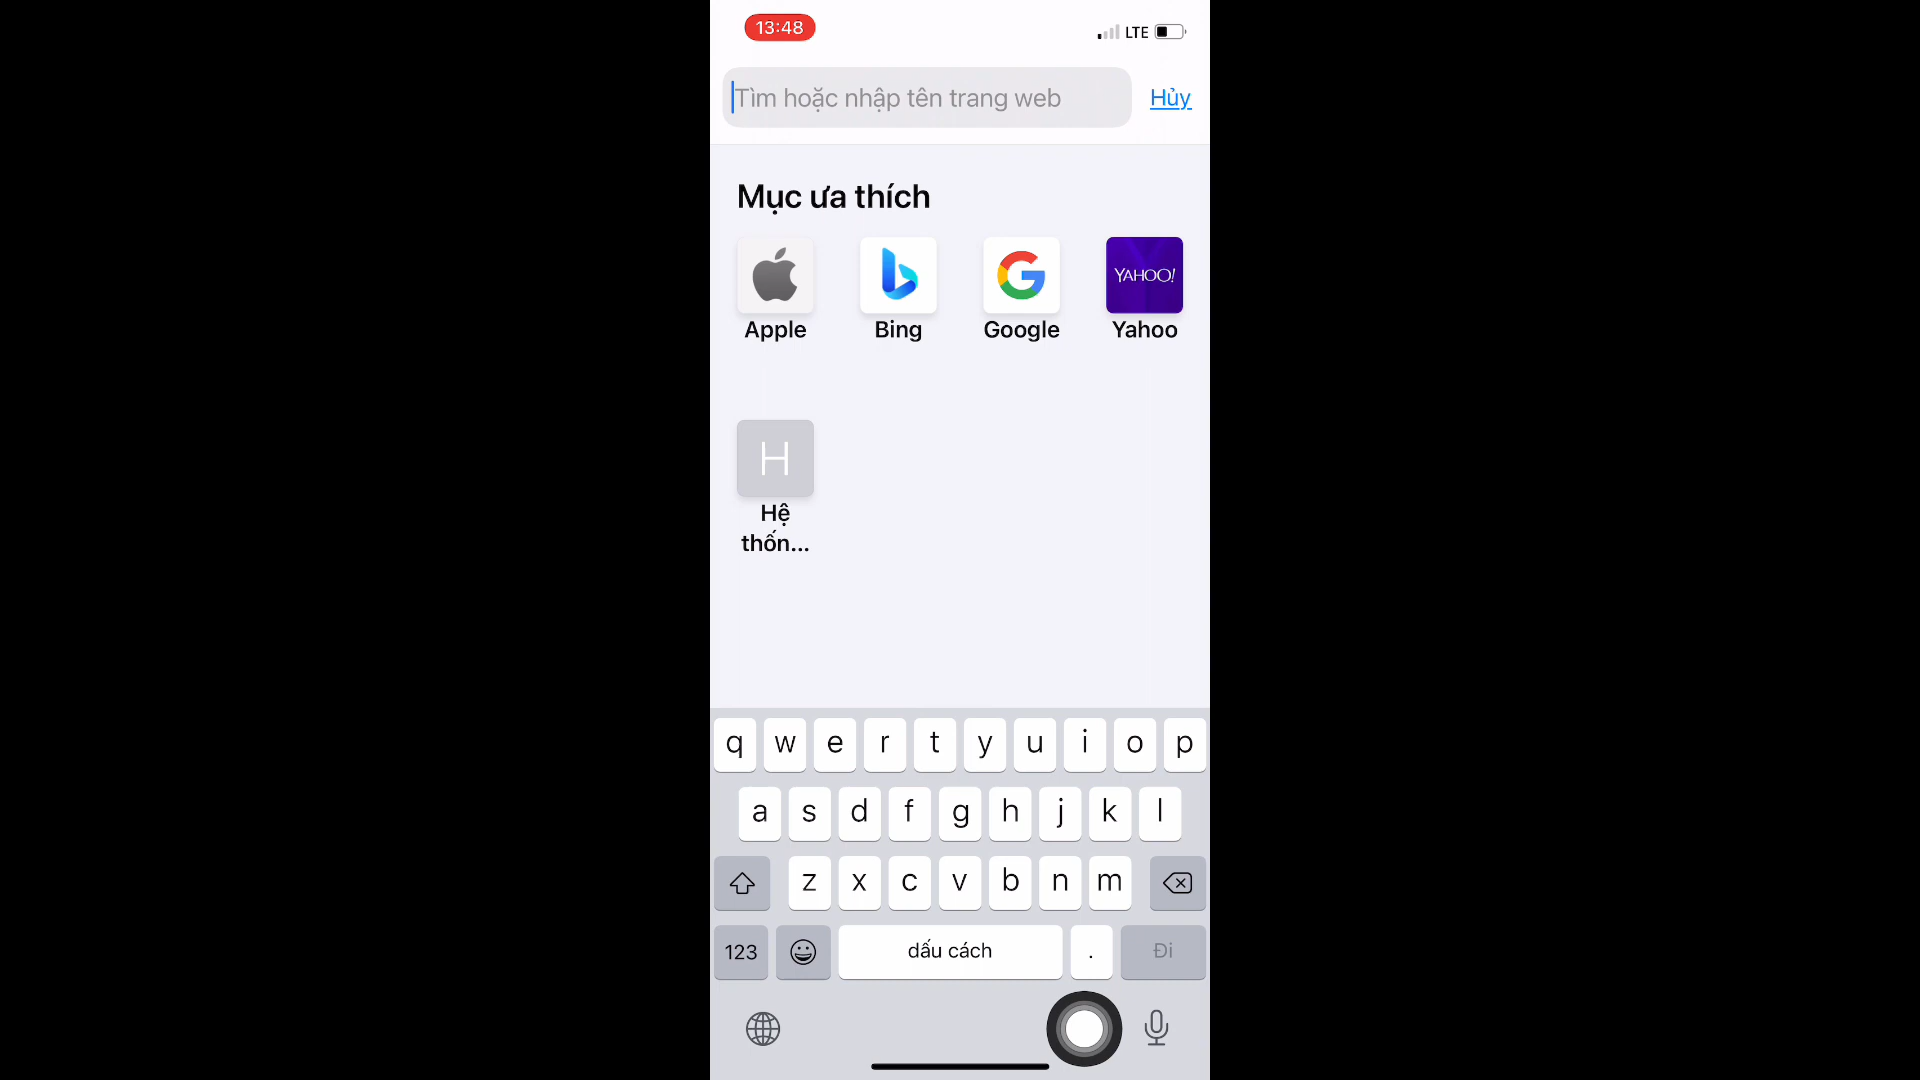 13:48
LTE
Tìm hoặc nhập tên trang web
Hủy
Mục ưa thích
YAHOO!
Apple
Bing
Google
Yahoo
H
Hệ
thốn...
q w e r t y u i o p
a s d f g h j k l
z x c v b n m
123
dấu cách
.
Đi